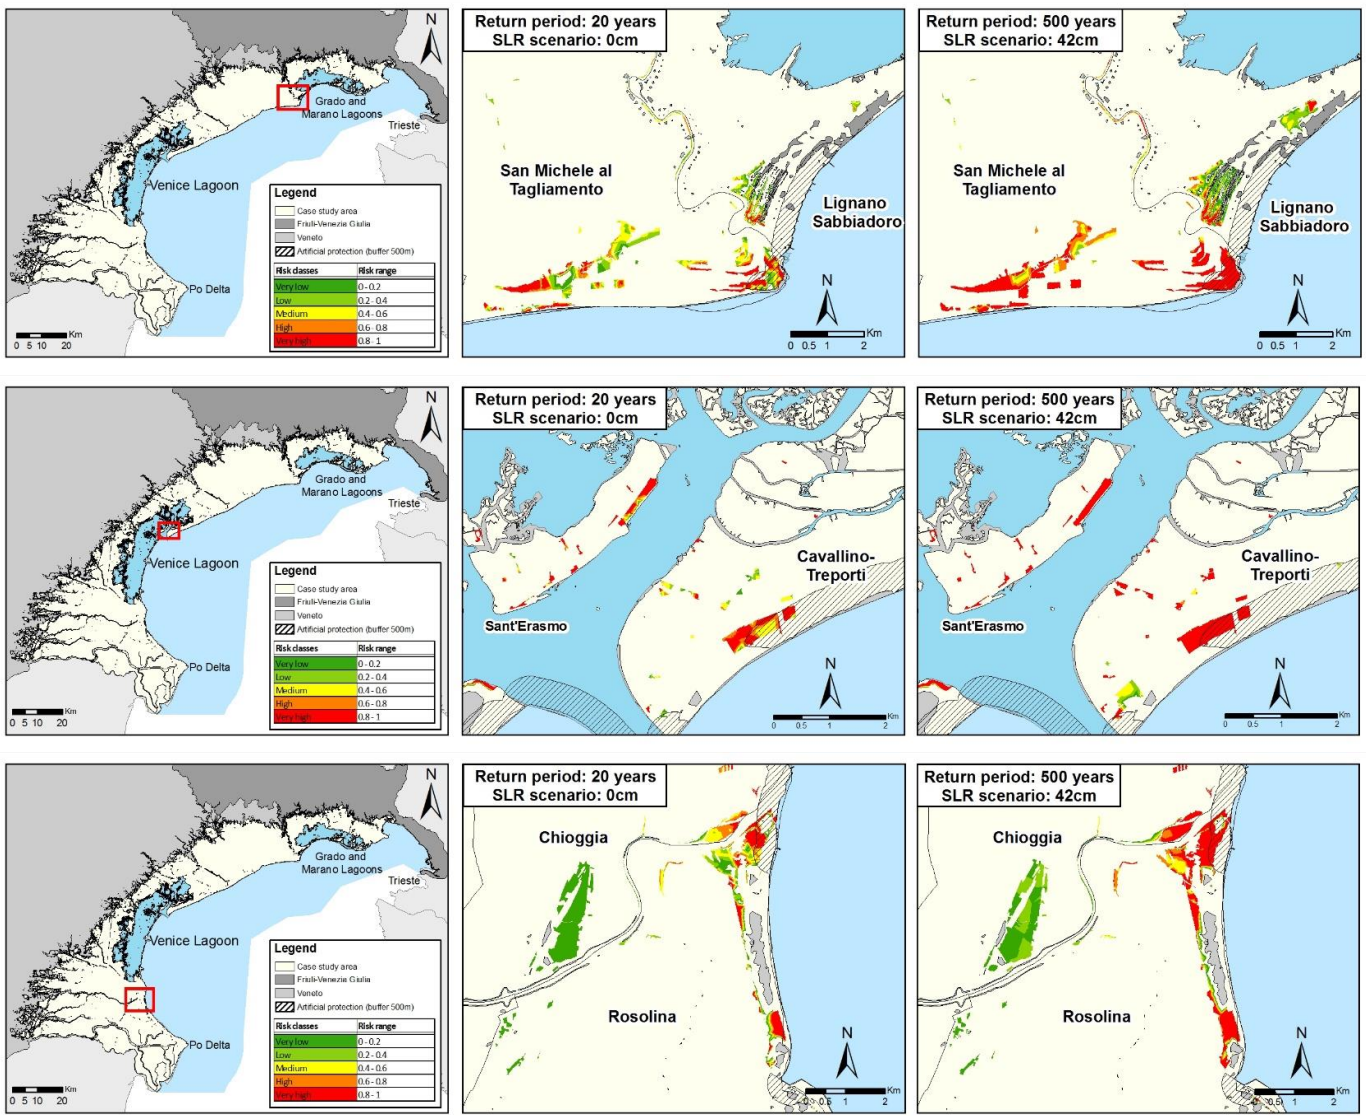 N
Grado and
Marano Lagoons
Trieste
Venice Lagoon
Po Delta
Legend
Case study area
Friuli-Venezia Giulia
Veneto
Artificial protection (buffer 500m)
Risk classes Risk range
Very low 0 - 0.2
Low 0.2 - 0.4
Medium 0.4 - 0.6
High 0.6 - 0.8
Very high 0.8 - 1
Km
0 5 10 20
Return period: 20 years
SLR scenario: 0cm
San Michele al
Tagliamento
Lignano
Sabbiadoro
N
Km
0 0.5 1 2
Return period: 500 years
SLR scenario: 42cm
San Michele al
Tagliamento
Lignano
Sabbiadoro
N
Km
0 0.5 1 2
N
Grado and
Marano Lagoons
Trieste
Venice Lagoon
Po Delta
Legend
Case study area
Friuli-Venezia Giulia
Veneto
Artificial protection (buffer 500m)
Risk classes Risk range
Very low 0 - 0.2
Low 0.2 - 0.4
Medium 0.4 - 0.6
High 0.6 - 0.8
Very high 0.8 - 1
Km
0 5 10 20
Return period: 20 years
SLR scenario: 0cm
Cavallino-
Treporti
Sant'Erasmo
N
Km
0 0.5 1 2
Return period: 500 years
SLR scenario: 42cm
Cavallino-
Treporti
Sant'Erasmo
N
Km
0 0.5 1 2
N
Grado and
Marano Lagoons
Trieste
Venice Lagoon
Po Delta
Legend
Case study area
Friuli-Venezia Giulia
Veneto
Artificial protection (buffer 500m)
Risk classes Risk range
Very low 0 - 0.2
Low 0.2 - 0.4
Medium 0.4 - 0.6
High 0.6 - 0.8
Very high 0.8 - 1
Km
0 5 10 20
Return period: 20 years
SLR scenario: 0cm
Chioggia
Rosolina
N
Km
0 0.5 1 2
Return period: 500 years
SLR scenario: 42cm
Chioggia
Rosolina
N
Km
0 0.5 1 2